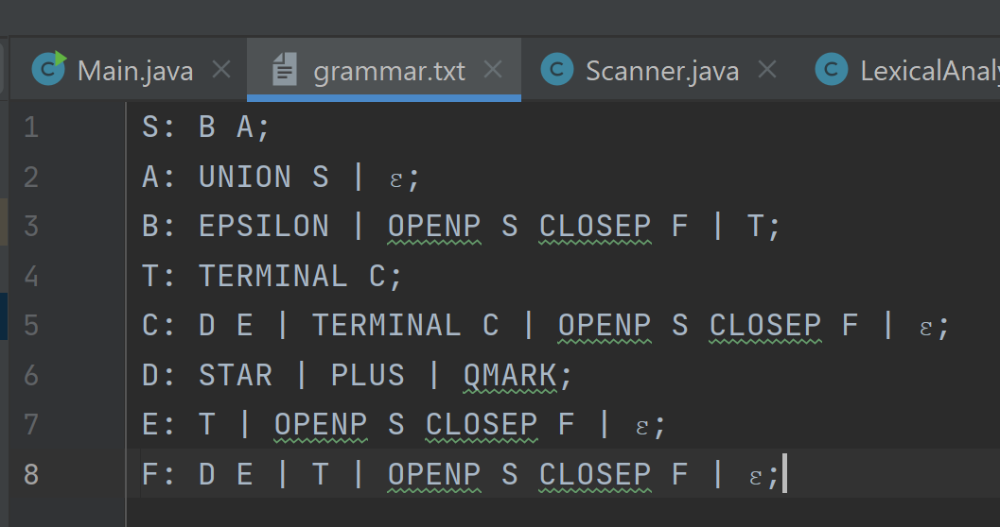 Main.java grammar.txt Scanner.java LexicalAnaly
1 S: B A;
2 A: UNION S | ε;
3 B: EPSILON | OPENP S CLOSEP F | T;
4 T: TERMINAL C;
5 C: D E | TERMINAL C | OPENP S CLOSEP F | ε;
6 D: STAR | PLUS | QMARK;
7 E: T | OPENP S CLOSEP F | ε;
8 F: D E | T | OPENP S CLOSEP F | ε;